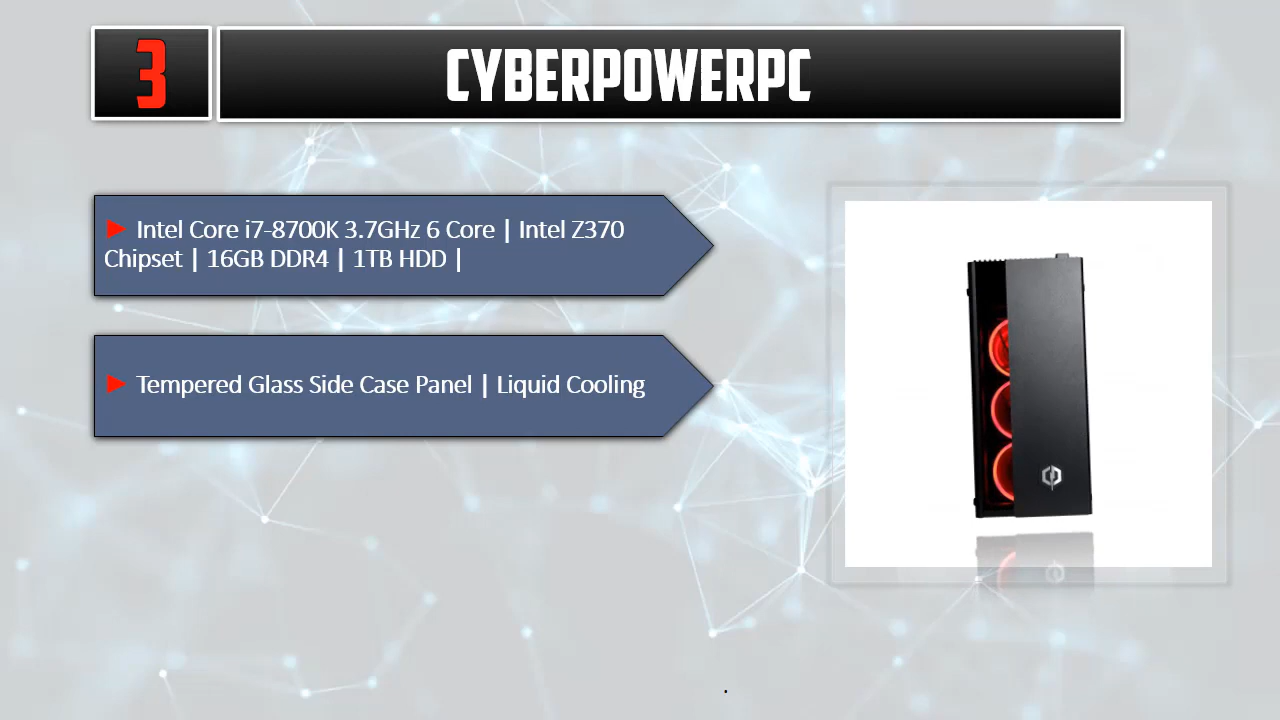 3
CYBERPOWERPC
► Intel Core i7-8700K 3.7GHz 6 Core | Intel Z370
Chipset | 16GB DDR4 | 1TB HDD |
► Tempered Glass Side Case Panel | Liquid Cooling
.